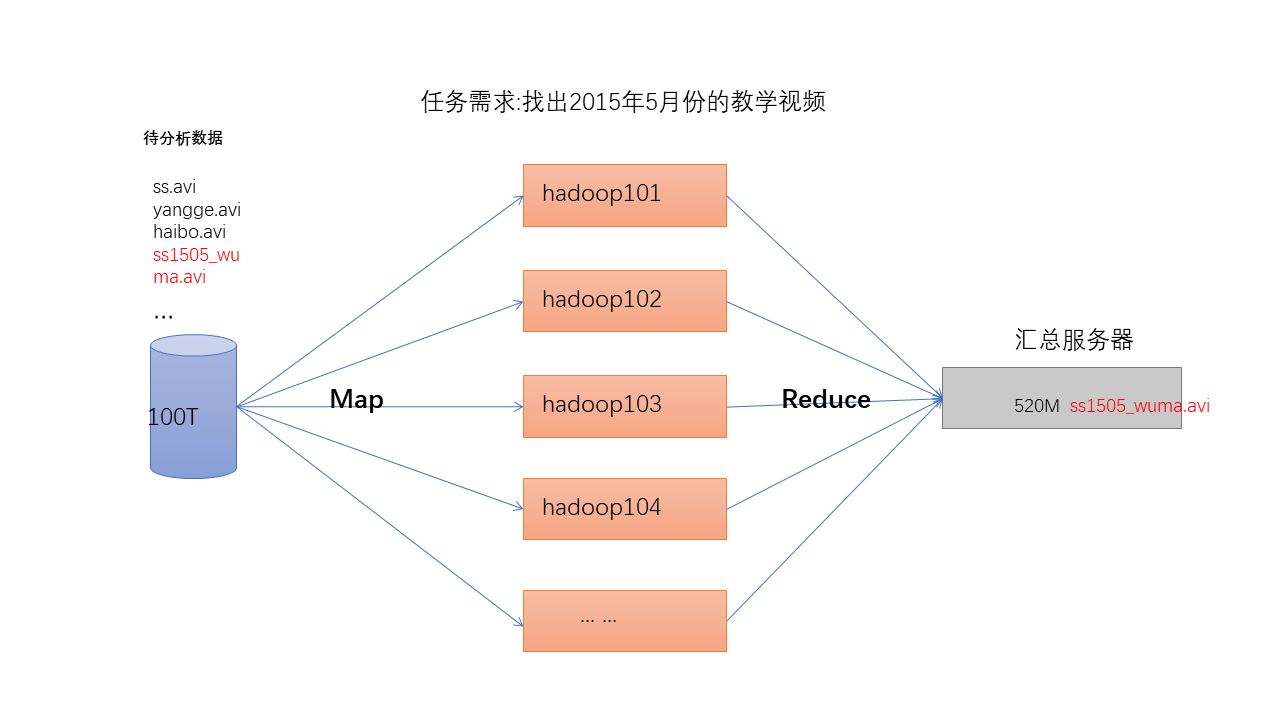 任务需求:找出2015年5月份的教学视频
待分析数据
ss.avi
yangge.avi
haibo.avi
ss1505_wu
ma.avi
...
100T
Map
hadoop101
hadoop102
hadoop103
hadoop104
... ...
Reduce
汇总服务器
520M ss1505_wuma.avi